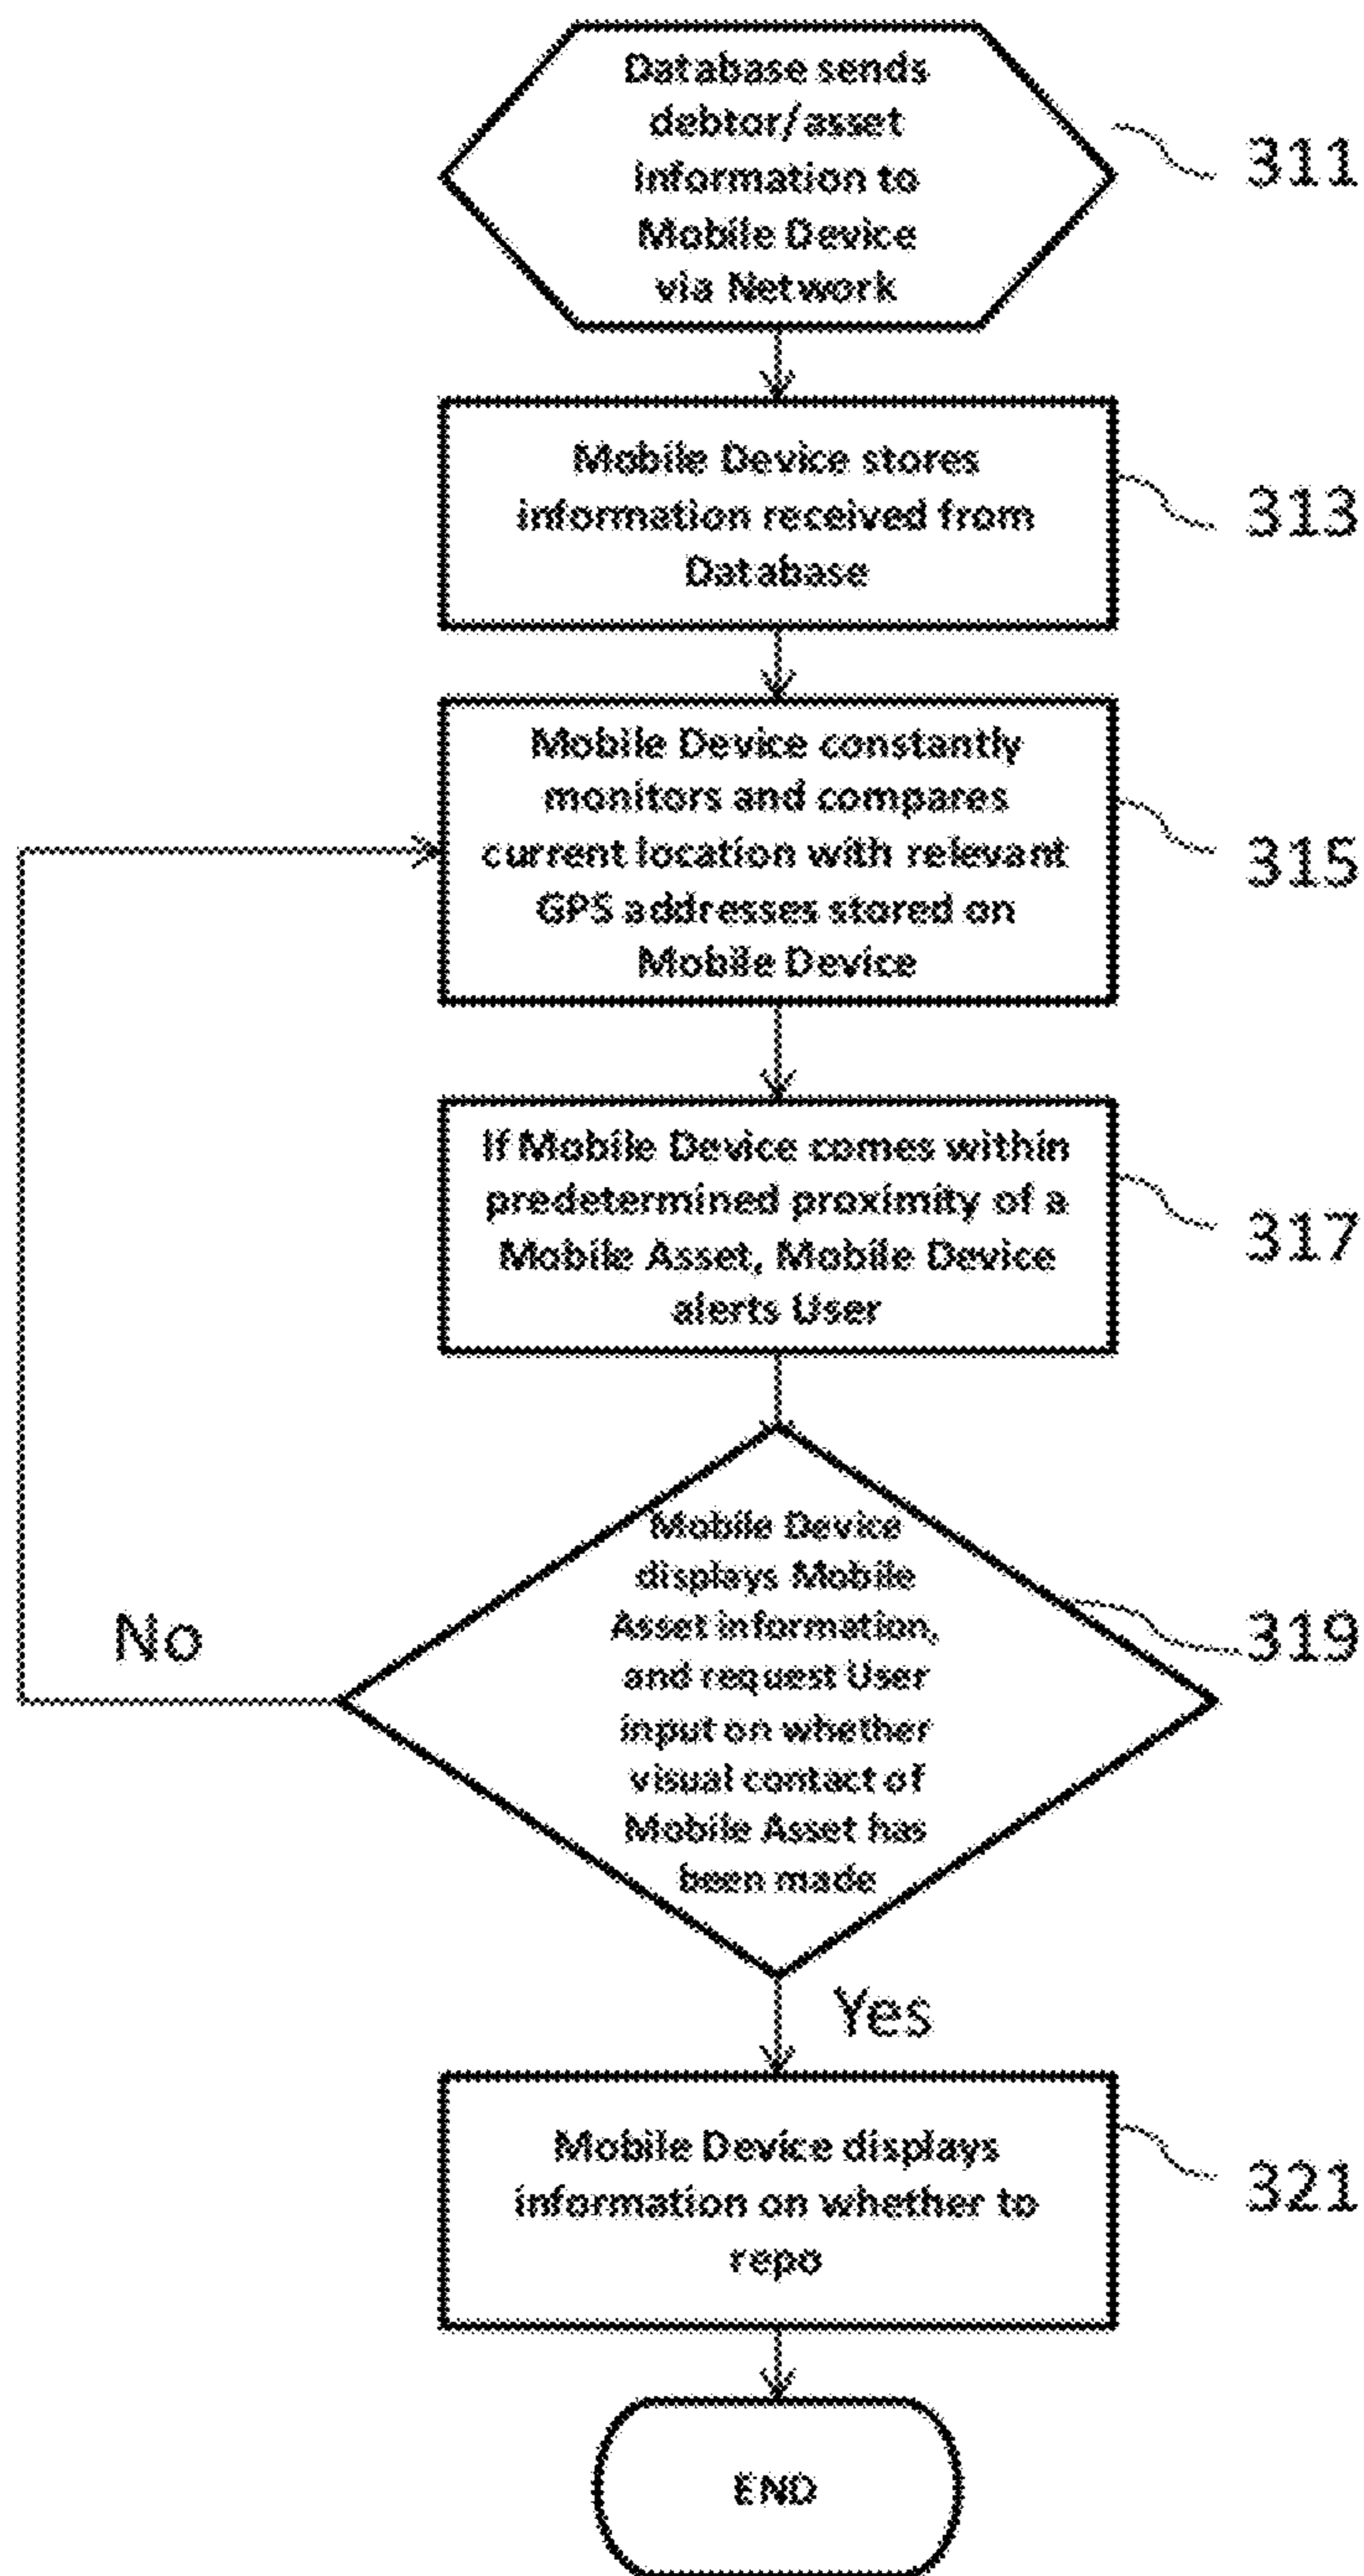 Database sends
debtor/asset
information to
Mobile Device
via Network
311
Mobile Device stores
information received from
Database
313
Mobile Device constantly
monitors and compares
current location with relevant
GPS addresses stored on
Mobile Device
315
If Mobile Device comes within
predetermined proximity of a
Mobile Asset, Mobile Device
alerts User
317
Mobile Device
displays Mobile
Asset information,
and request User
input on whether
visual contact of
Mobile Asset has
been made
319
No
Yes
Mobile Device displays
information on whether to
repo
321
END